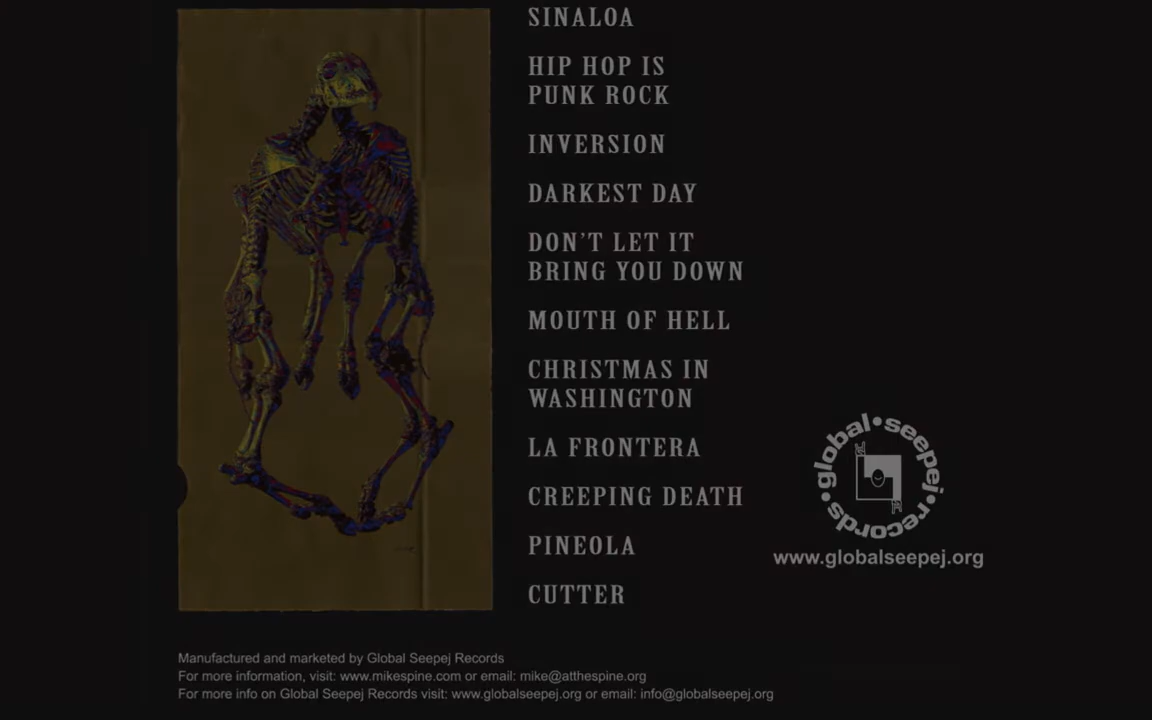 SINALOA
HIP HOP IS
PUNK ROCK
INVERSION
DARKEST DAY
DON'T LET IT
BRING YOU DOWN
MOUTH OF HELL
CHRISTMAS IN
WASHINGTON
LA FRONTERA
CREEPING DEATH
PINEOLA
CUTTER
global•seepej•records•
www.globalseepej.org
Manufactured and marketed by Global Seepej Records
For more information, visit: www.mikespine.com or email: mike@atthespine.org
For more info on Global Seepej Records visit: www.globalseepej.org or email: info@globalseepej.org